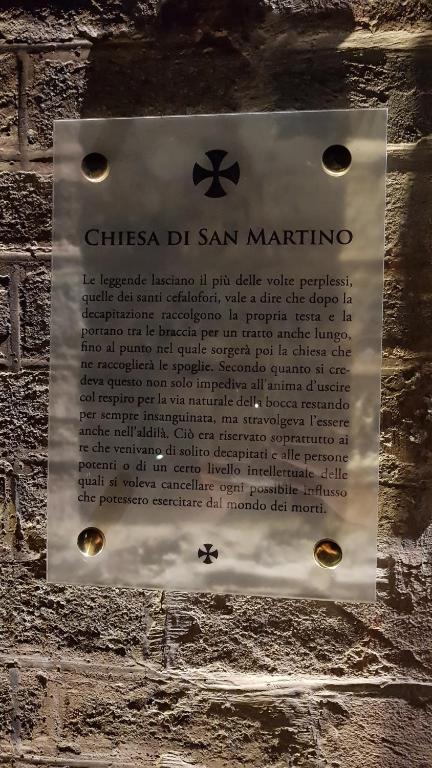 CHIESA DI SAN MARTINO
Le leggende lasciano il più delle volte perplessi,
quelle dei santi cefalofori, vale a dire che dopo la
decapitazione raccolgono la propria testa e la
portano tra le braccia per un tratto anche lungo,
fino al punto nel quale sorgerà poi la chiesa che
ne raccoglierà le spoglie. Secondo quanto si cre-
deva questo non solo impediva all'anima d'uscire
col respiro per la via naturale della bocca restando
per sempre insanguinata, ma stravolgeva l'essere
anche nell'aldilà. Ciò era riservato soprattutto ai
re che venivano di solito decapitati e alle persone
potenti o di un certo livello intellettuale delle
quali si voleva cancellare ogni possibile influsso
che potessero esercitare dal mondo dei morti.